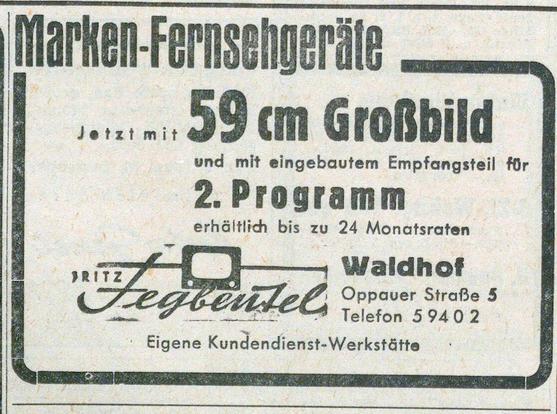 Marken-Fernsehgeräte
Jetzt mit 59 cm Großbild
und mit eingebautem Empfangsteil für
2. Programm
erhältlich bis zu 24 Monatsraten
FRITZ
Fegbeutel
Waldhof
Oppauer Straße 5
Telefon 59402
Eigene Kundendienst-Werkstätte